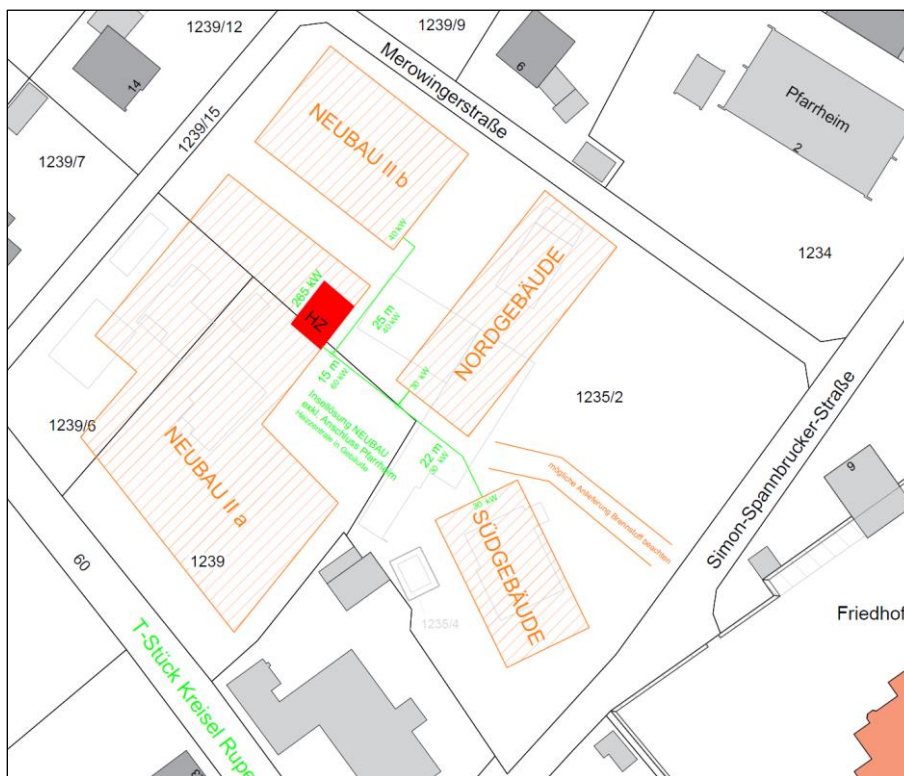 1239/12
1239/9
Merowingerstraße
14
6
Pfarrheim
2
1239/15
1239/7
NEUBAU II b
40 kW
1234
265 kW
HZ
25 m
40 kW
NORDGEBÄUDE
30 kW
15 m
60 kW
Insellösung NEUBAU
exkl. Anschluss Pfarrheim
Heizzentrale in Gebäude
1235/2
1239/6
NEUBAU II a
22 m
30 kW
30 kW
mögliche Anlieferung Brennstoff beachten
Simon-Spannbrucker-Straße
9
SÜDGEBÄUDE
1239
60
1235/4
Friedhof
T-Stück Kreisel Rupe